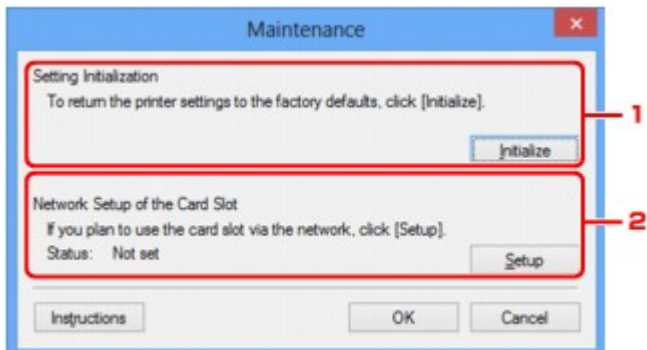 Maintenance
Setting Initialization
To return the printer settings to the factory defaults, click [Initialize].
1
Initialize
Network Setup of the Card Slot
If you plan to use the card slot via the network, click [Setup].
2
Status: Not set
Setup
Instructions OK Cancel